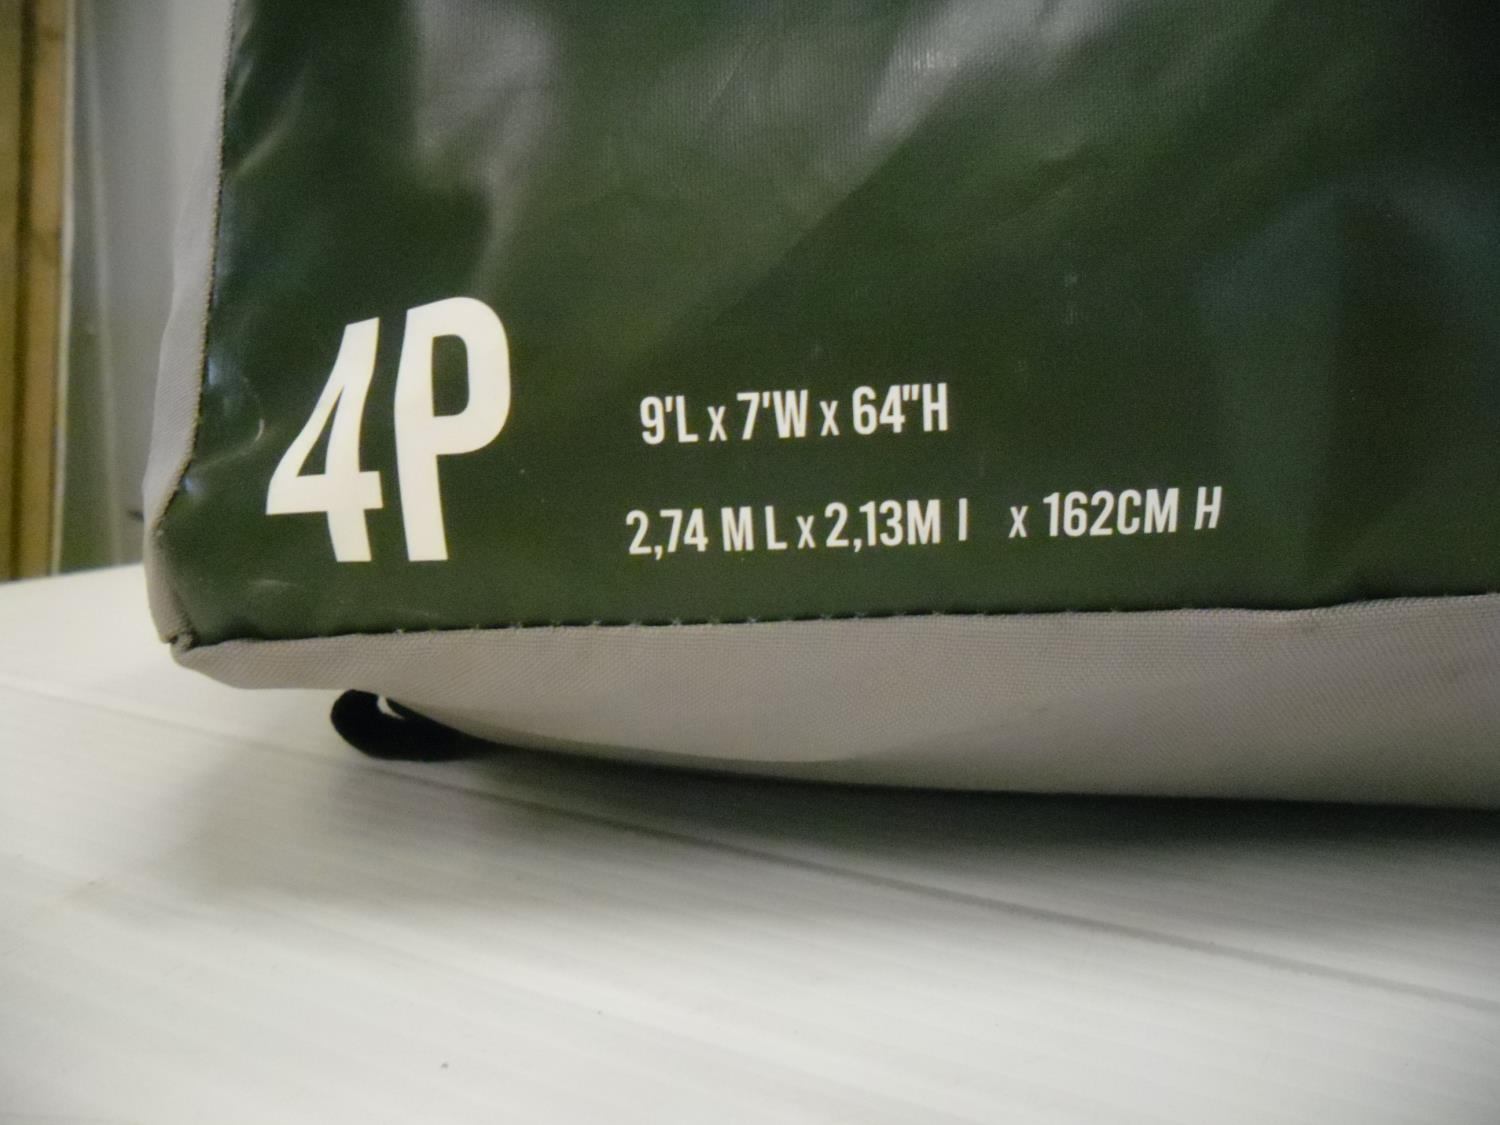 4P
9'L x 7'W x 64"H
2,74 M L x 2,13M I x 162CM H